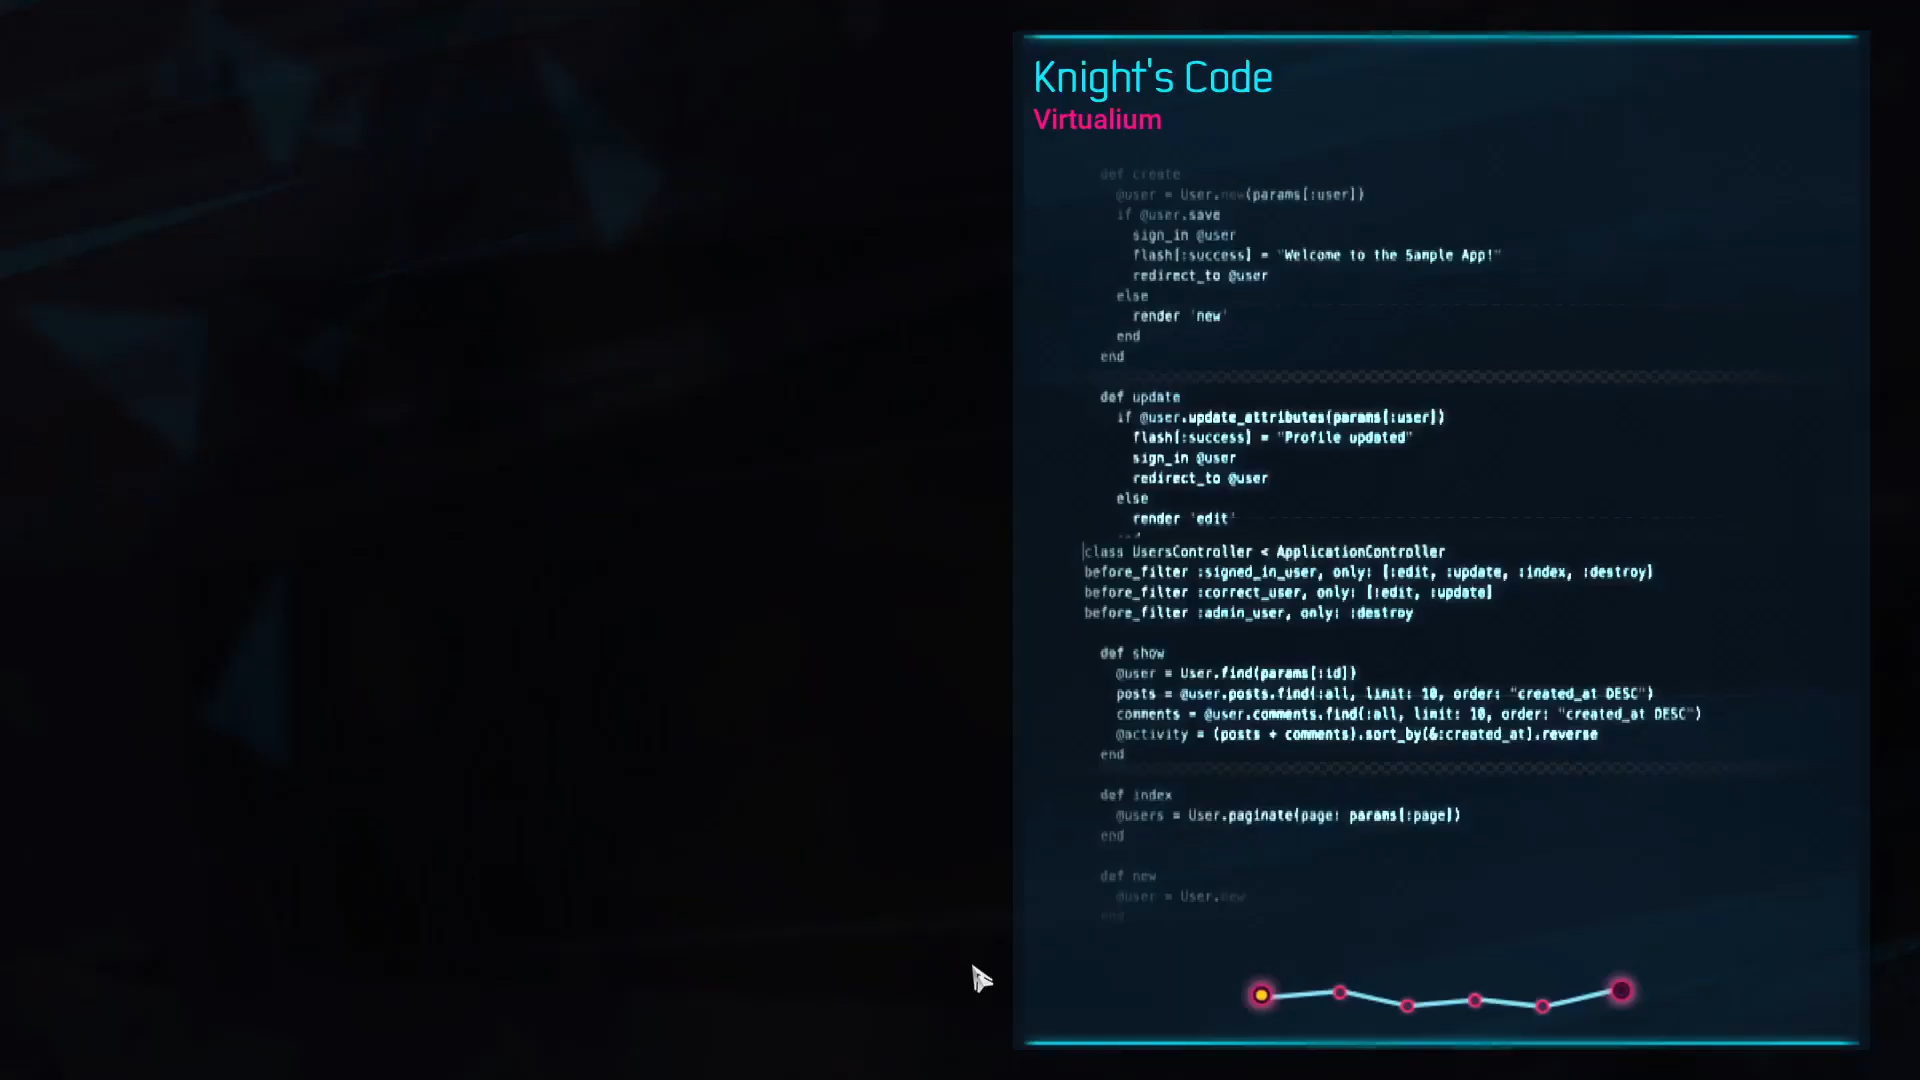 Knight's Code
Virtualium
def create
@user = User.new(params[:user])
if @user.save
sign_in @user
flash[:success] = "Welcome to the Sample App!"
redirect_to @user
else
render 'new'
end
end
def update
if @user.update_attributes(params[:user])
flash[:success] = "Profile updated"
sign_in @user
redirect_to @user
else
render 'edit'
class UsersController < ApplicationController
before_filter :signed_in_user, only: [:edit, :update, :index, :destroy]
before_filter :correct_user, only: [:edit, :update]
before_filter :admin_user, only: :destroy
def show
@user = User.find(params[:id])
posts = @user.posts.find(:all, limit: 10, order: "created_at DESC")
comments = @user.comments.find(:all, limit: 10, order: "created_at DESC")
@activity = (posts + comments).sort_by(&:created_at).reverse
end
def index
@users = User.paginate(page: params[:page])
end
def new
@user = User.new
end